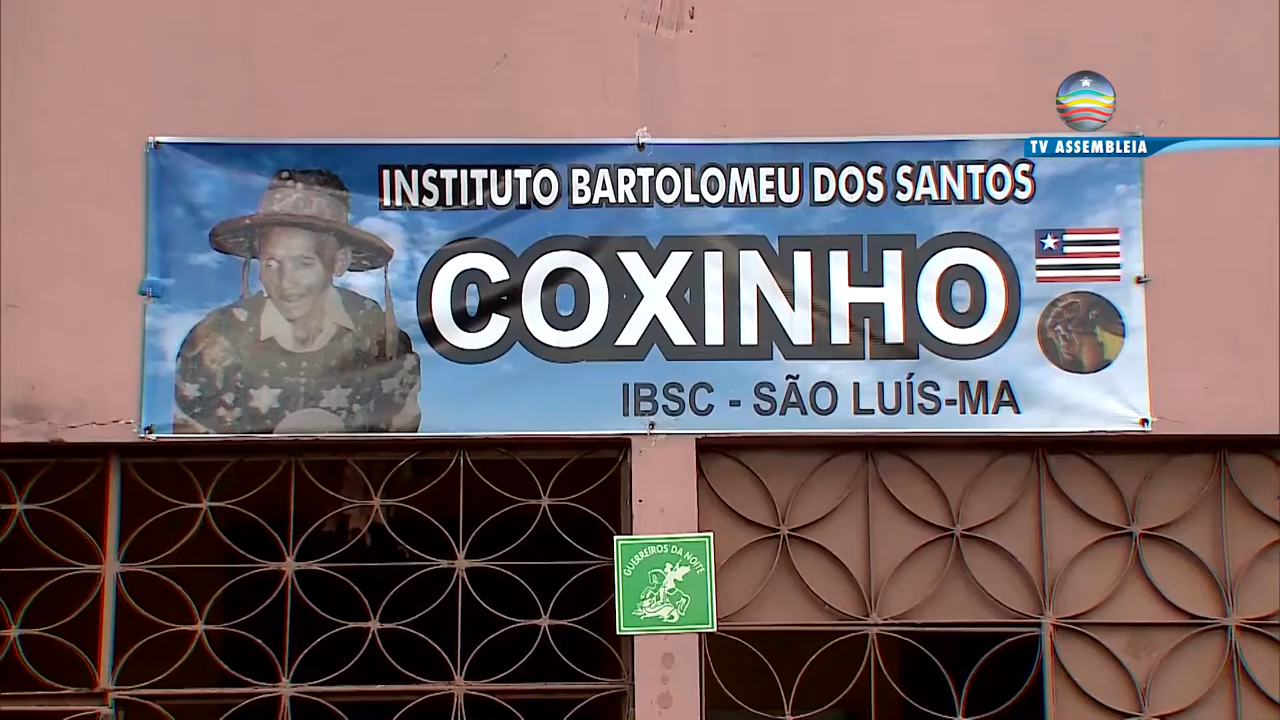 TV ASSEMBLEIA
INSTITUTO BARTOLOMEU DOS SANTOS
COXINHO
IBSC - SÃO LUÍS-MA
GUERREIROS DA NOITE